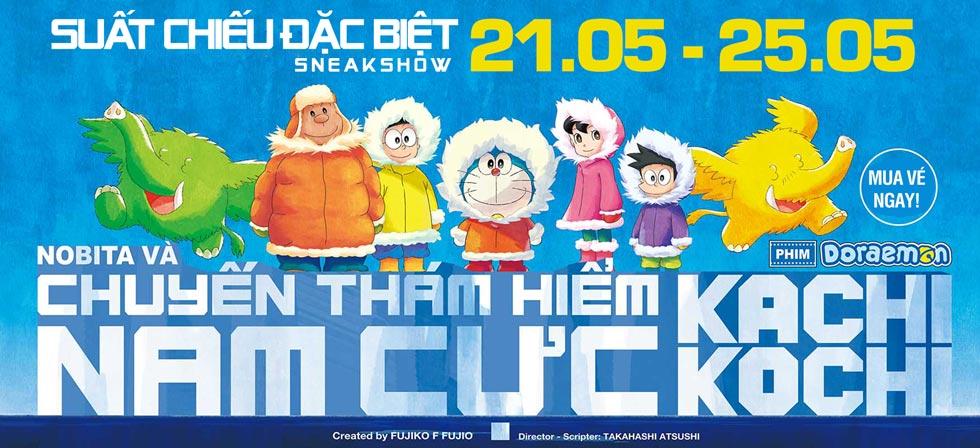 SUẤT CHIẾU ĐẶC BIỆT
SNEAKSHOW
21.05 - 25.05
MUA VÉ
NGAY!
NOBITA VÀ
PHIM Doraemon
CHUYẾN THÁM HIỂM
NAM CỰC
KACHI
KOCHI
Created by FUJIKO F FUJIO
Director - Scripter: TAKAHASHI ATSUSHI